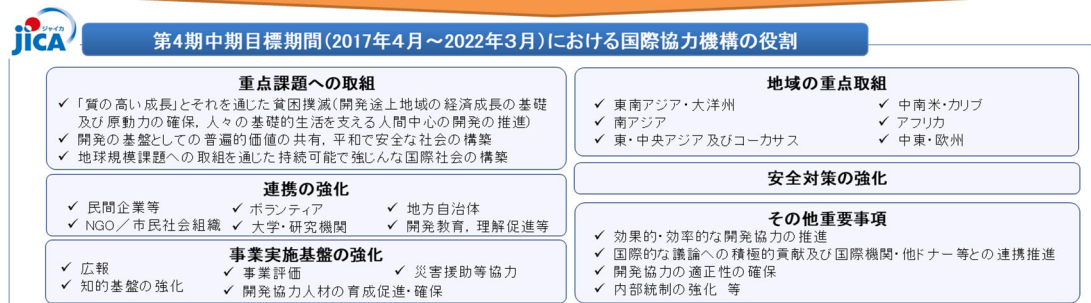 ジャイカ
JICA
第4期中期目標期間(2017年4月～2022年3月)における国際協力機構の役割
重点課題への取組
✓ 「質の高い成長」とそれを通じた貧困撲滅(開発途上地域の経済成長の基礎
及び原動力の確保，人々の基礎的生活を支える人間中心の開発の推進)
✓ 開発の基盤としての普遍的価値の共有，平和で安全な社会の構築
✓ 地球規模課題への取組を通じた持続可能で強じんな国際社会の構築
連携の強化
✓ 民間企業等 ✓ ボランティア ✓ 地方自治体
✓ NGO／市民社会組織 ✓ 大学・研究機関 ✓ 開発教育，理解促進等
事業実施基盤の強化
✓ 広報 ✓ 事業評価 ✓ 災害援助等協力
✓ 知的基盤の強化 ✓ 開発協力人材の育成促進・確保
地域の重点取組
✓ 東南アジア・大洋州 ✓ 中南米・カリブ
✓ 南アジア ✓ アフリカ
✓ 東・中央アジア及びコーカサス ✓ 中東・欧州
安全対策の強化
その他重要事項
✓ 効果的・効率的な開発協力の推進
✓ 国際的な議論への積極的貢献及び国際機関・他ドナー等との連携推進
✓ 開発協力の適正性の確保
✓ 内部統制の強化 等